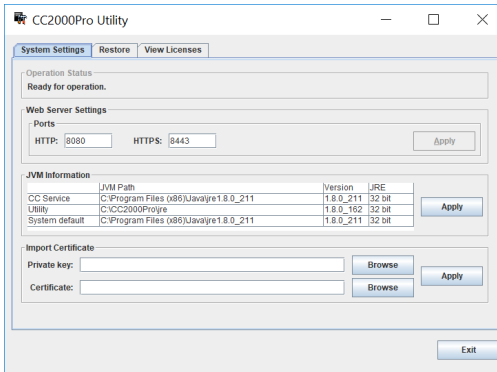 CC2000Pro Utility
System Settings Restore View Licenses
Operation Status
Ready for operation.
Web Server Settings
Ports
HTTP: 8080 HTTPS: 8443 Apply
JVM Information
JVM Path Version JRE
CC Service C:\Program Files (x86)\Java\jre1.8.0_211 1.8.0_211 32 bit
Utility C:\CC2000Pro\jre 1.8.0_162 32 bit
System default C:\Program Files (x86)\Java\jre1.8.0_211 1.8.0_211 32 bit
Apply
Import Certificate
Private key: Browse
Certificate: Browse
Apply
Exit